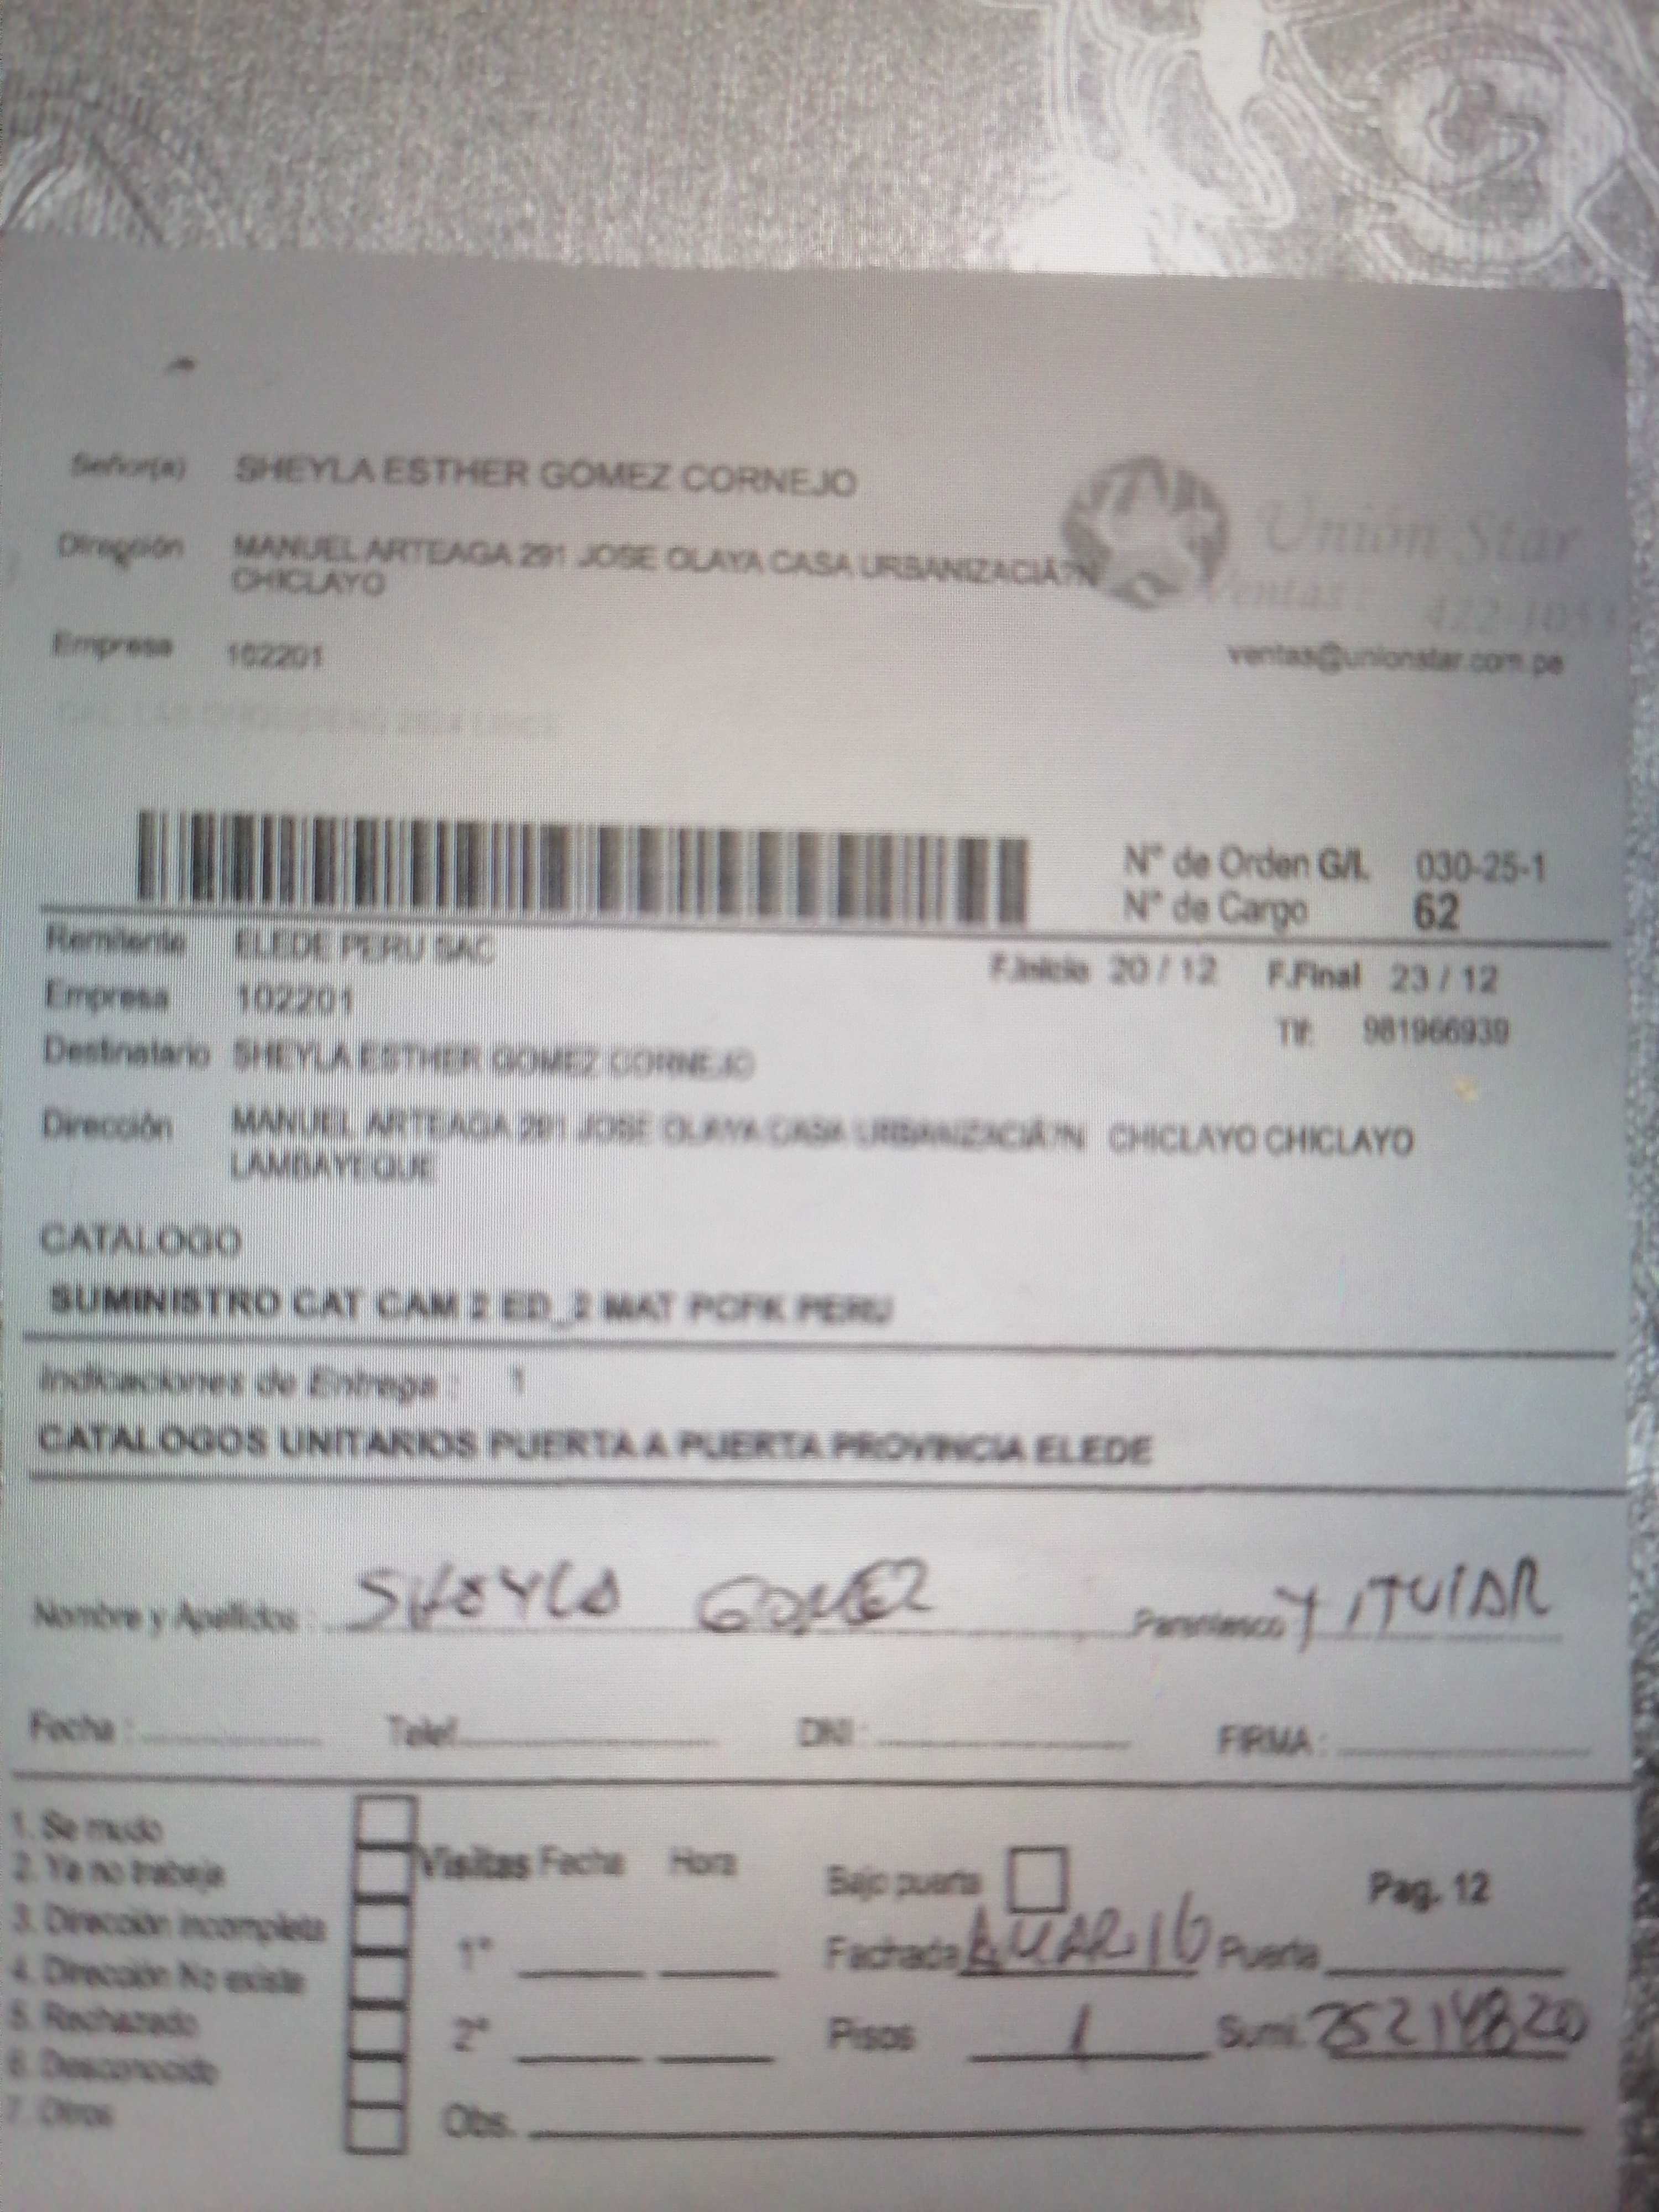 Señor(a) SHEYLA ESTHER GOMEZ CORNEJO
Dirección MANUEL ARTEAGA 291 JOSE OLAYA CASA URBANIZACIÃ?N
CHICLAYO
Unión Star
Ventas: 422-1053
Empresa 102201
ventas@unionstar.com.pe
N° de Orden G/L 030-25-1
N° de Cargo 62
Remitente ELEDE PERU SAC
F.Inicio 20 / 12 F.Final 23 / 12
Empresa 102201
Tlf: 981966939
Destinatario SHEYLA ESTHER GOMEZ CORNEJO
Dirección MANUEL ARTEAGA 291 JOSE OLAYA CASA URBANIZACIÃ?N CHICLAYO CHICLAYO
LAMBAYEQUE
CATALOGO
SUMINISTRO CAT CAM 2 ED_2 MAT PCFK PERU
Indicaciones de Entrega : 1
CATALOGOS UNITARIOS PUERTA A PUERTA PROVINCIA ELEDE
Nombre y Apellidos : SHEYLA GOMEZ Parentesco
Fecha : Telef. DNI : FIRMA :
1. Se mudo
2. Ya no trabaja
3. Dirección incompleta
4. Dirección No existe
5. Rechazado
6. Desconocido
7. Otros
Visitas Fecha Hora
1°
2°
Obs.
Bajo puerta Pag. 12
Fachada Puerta
Pisos 1 Sumi: 25214820